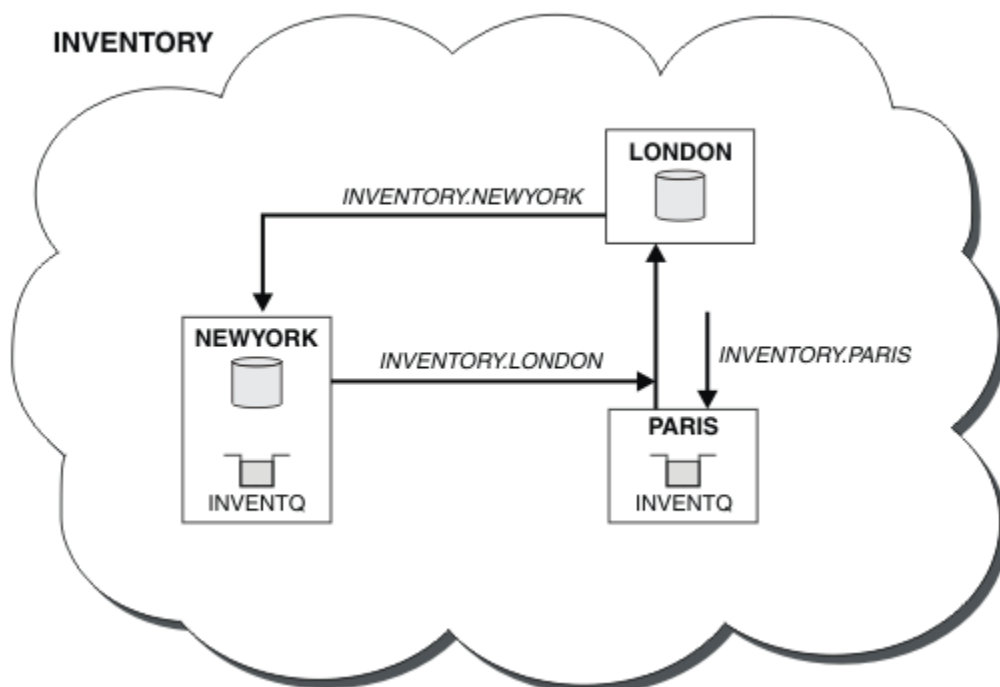 INVENTORY
LONDON
INVENTORY.NEWYORK
NEWYORK
INVENTORY.LONDON
INVENTORY.PARIS
PARIS
INVENTQ
INVENTQ